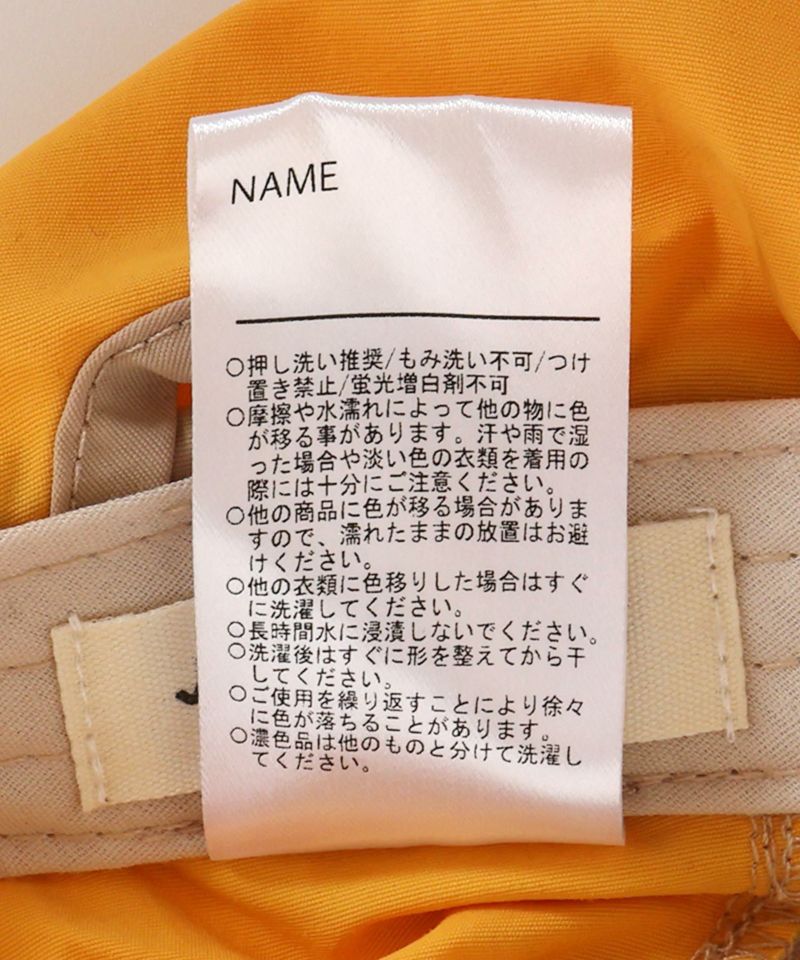 NAME
○押し洗い推奨/もみ洗い不可/つけ
置き禁止/蛍光増白剤不可
○摩擦や水濡れによって他の物に色
が移る事があります。汗や雨で湿
った場合や淡い色の衣類を着用の
際には十分にご注意ください。
○他の商品に色が移る場合がありま
すので、濡れたままの放置はお避
けください。
○他の衣類に色移りした場合はすぐ
に洗濯してください。
○長時間水に浸漬しないでください。
○洗濯後はすぐに形を整えてから干
してください。
○ご使用を繰り返すことにより徐々
に色が落ちることがあります。
○濃色品は他のものと分けて洗濯し
てください。